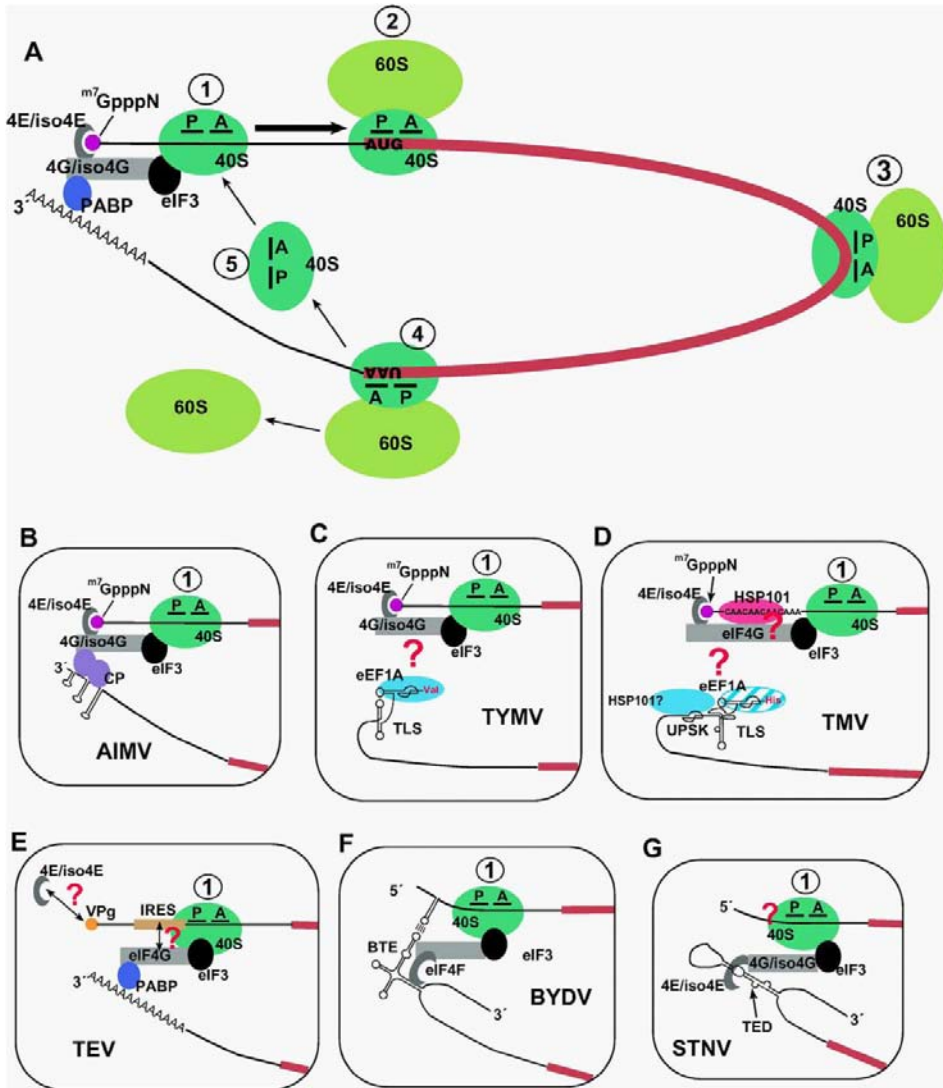 A
2
60S
1
m7GpppN
4E/iso4E
P A
P A
AUG
40S
40S
4G/iso4G
3
PABP
eIF3
40S
60S
3´
AAAAAAAAAAA
P
A
5
A
P
40S
4
UAA
A P
60S
60S
B
1
m7GpppN
4E/iso4E
P A
4G/iso4G
40S
eIF3
3´
CP
AIMV
C
1
m7GpppN
4E/iso4E
P A
4G/iso4G
40S
eIF3
?
eEF1A
Val
TLS
TYMV
D
1
m7GpppN
4E/iso4E
HSP101
P A
CAACAACAACAAA
?
eIF4G
40S
eIF3
?
eEF1A
HSP101?
His
UPSK
TLS
TMV
E
4E/iso4E
?
1
VPg
IRES
P A
?
40S
eIF4G
eIF3
3´
PABP
TEV
F
1
5´
P A
40S
BTE
eIF4F
eIF3
BYDV
3´
G
1
5´
?
P A
40S
4G/iso4G
4E/iso4E
eIF3
TED
3´
STNV